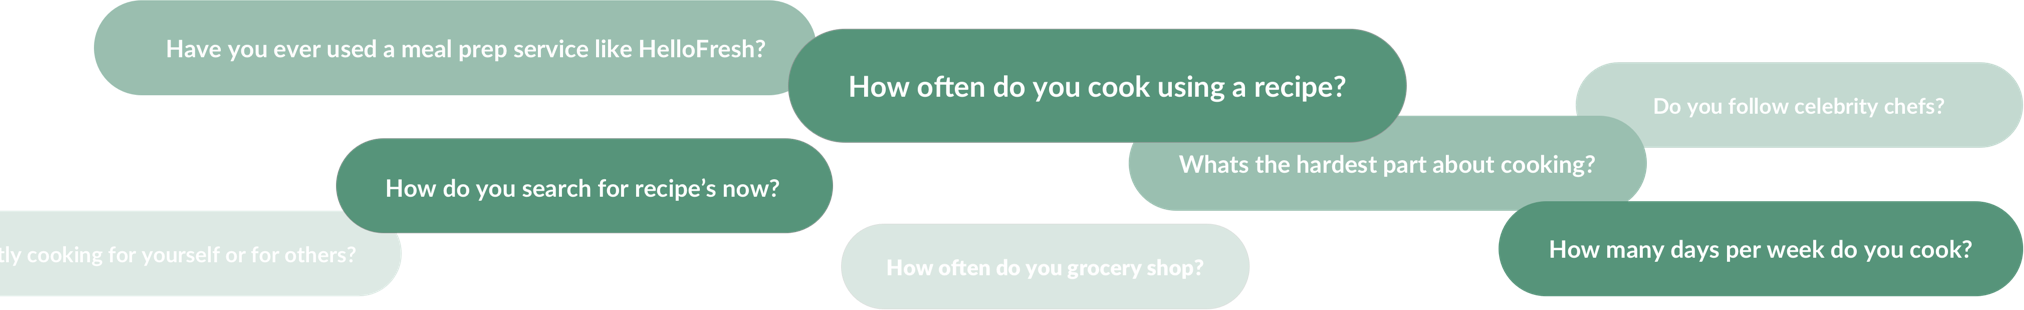 Have you ever used a meal prep service like HelloFresh?
How often do you cook using a recipe?
Do you follow celebrity chefs?
Whats the hardest part about cooking?
How do you search for recipe’s now?
How many days per week do you cook?
cooking for yourself or for others?
How often do you grocery shop?